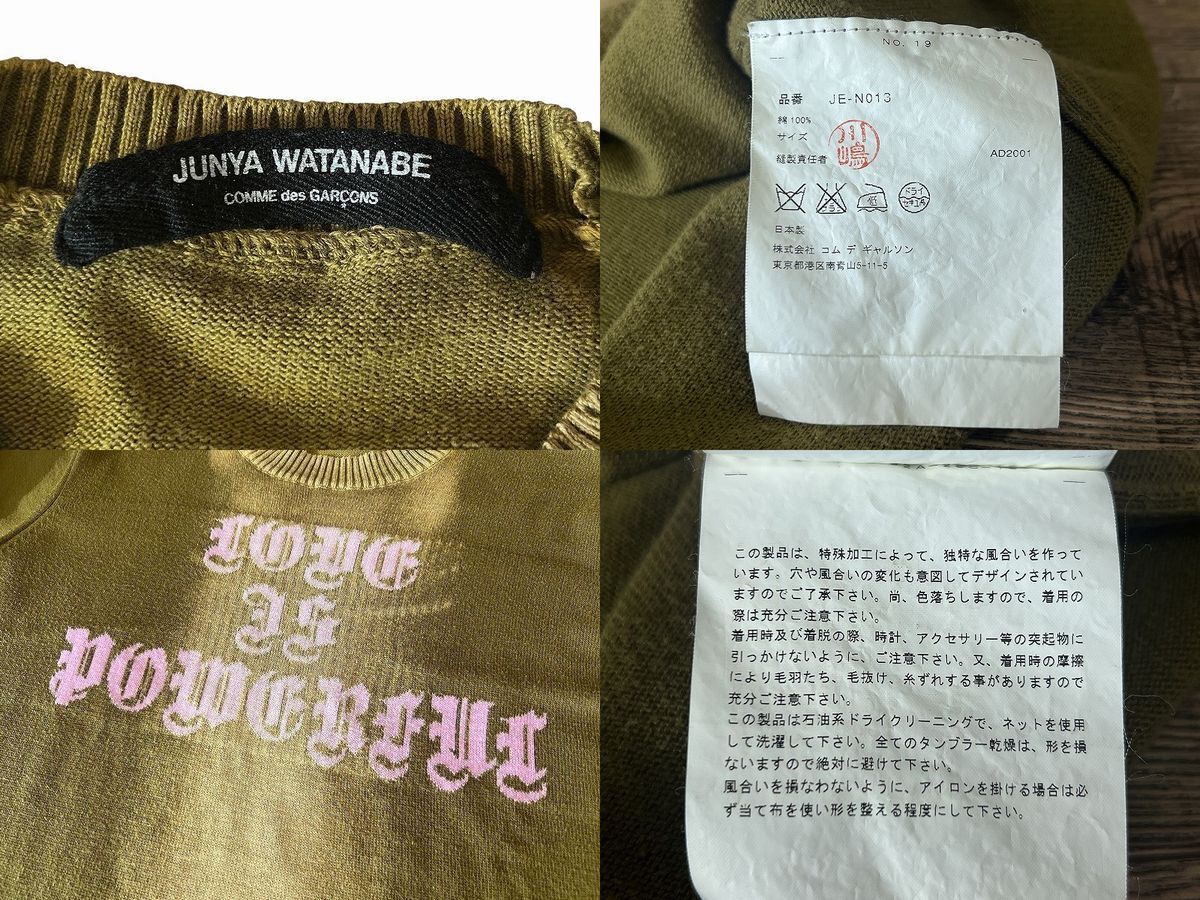 JUNYA WATANABE
COMME des GARÇONS
NO. 19
品番 JE-N013
綿 100%
サイズ
縫製責任者
川嶋
AD2001
ドライ
セキユ系
日本製
株式会社 コム デ ギャルソン
東京都港区南青山5-11-5
LOVE
IS
POWERFUL
この製品は、特殊加工によって、独特な風合いを作って
います。穴や風合いの変化も意図してデザインされてい
ますのでご了承下さい。尚、色落ちしますので、着用の
際は充分ご注意下さい。
着用時及び着脱の際、時計、アクセサリー等の突起物に
引っかけないように、ご注意下さい。又、着用時の摩擦
により毛羽たち、毛抜け、糸ずれする事がありますので
充分ご注意下さい。
この製品は石油系ドライクリーニングで、ネットを使用
して洗濯して下さい。全てのタンブラー乾燥は、形を損
ないますので絶対に避けて下さい。
風合いを損なわないように、アイロンを掛ける場合は必
ず当て布を使い形を整える程度にして下さい。